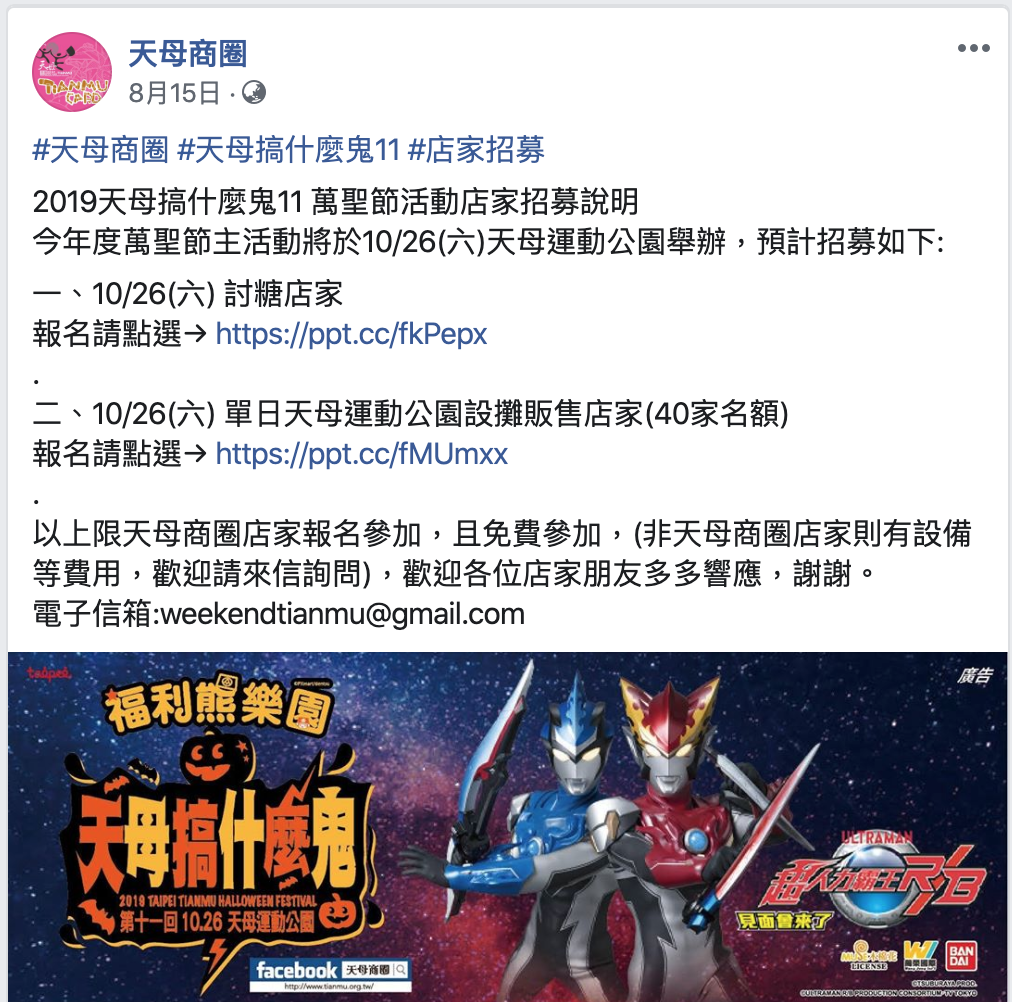 天母商圈
8月15日 ·
#天母商圈 #天母搞什麼鬼11 #店家招募
2019天母搞什麼鬼11 萬聖節活動店家招募說明
今年度萬聖節主活動將於10/26(六)天母運動公園舉辦，預計招募如下:
一、10/26(六) 討糖店家
報名請點選→ https://ppt.cc/fkPepx
.
二、10/26(六) 單日天母運動公園設攤販售店家(40家名額)
報名請點選→ https://ppt.cc/fMUmxx
.
以上限天母商圈店家報名參加，且免費參加，(非天母商圈店家則有設備
等費用，歡迎請來信詢問)，歡迎各位店家朋友多多響應，謝謝。
電子信箱:weekendtianmu@gmail.com
TIANMU
CARD
taipei
廣告
福利熊樂園
天母搞什麼鬼
2019 TAIPEI TIANMU HALLOWEEN FESTIVAL
第十一回 10.26 天母運動公園
facebook 天母商圈
http://www.tianmu.org.tw/
ULTRAMAN
超人力霸王R/B
見面會來了
MUSE木棉花
LICENSE
BAN
DAI
©TSUBURAYA PROD.
©ULTRAMAN R/B PRODUCTION CONSORTIUM·TV TOKYO